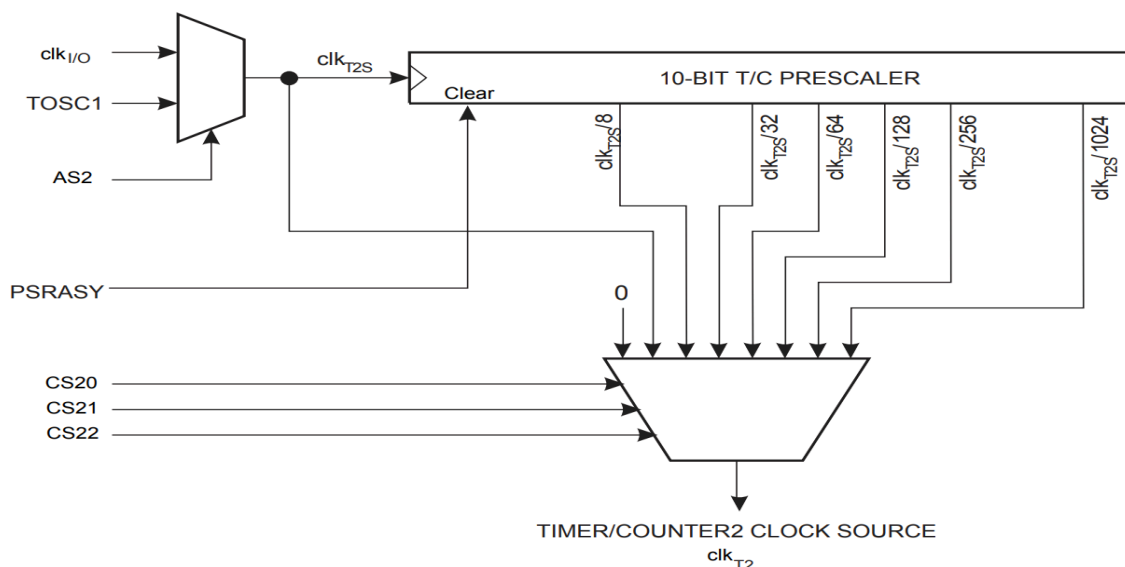 clkI/O
TOSC1
AS2
PSRASY
clkT2S
10-BIT T/C PRESCALER
Clear
clkT2S/8
clkT2S/32
clkT2S/64
clkT2S/128
clkT2S/256
clkT2S/1024
0
CS20
CS21
CS22
TIMER/COUNTER2 CLOCK SOURCE
clkT2